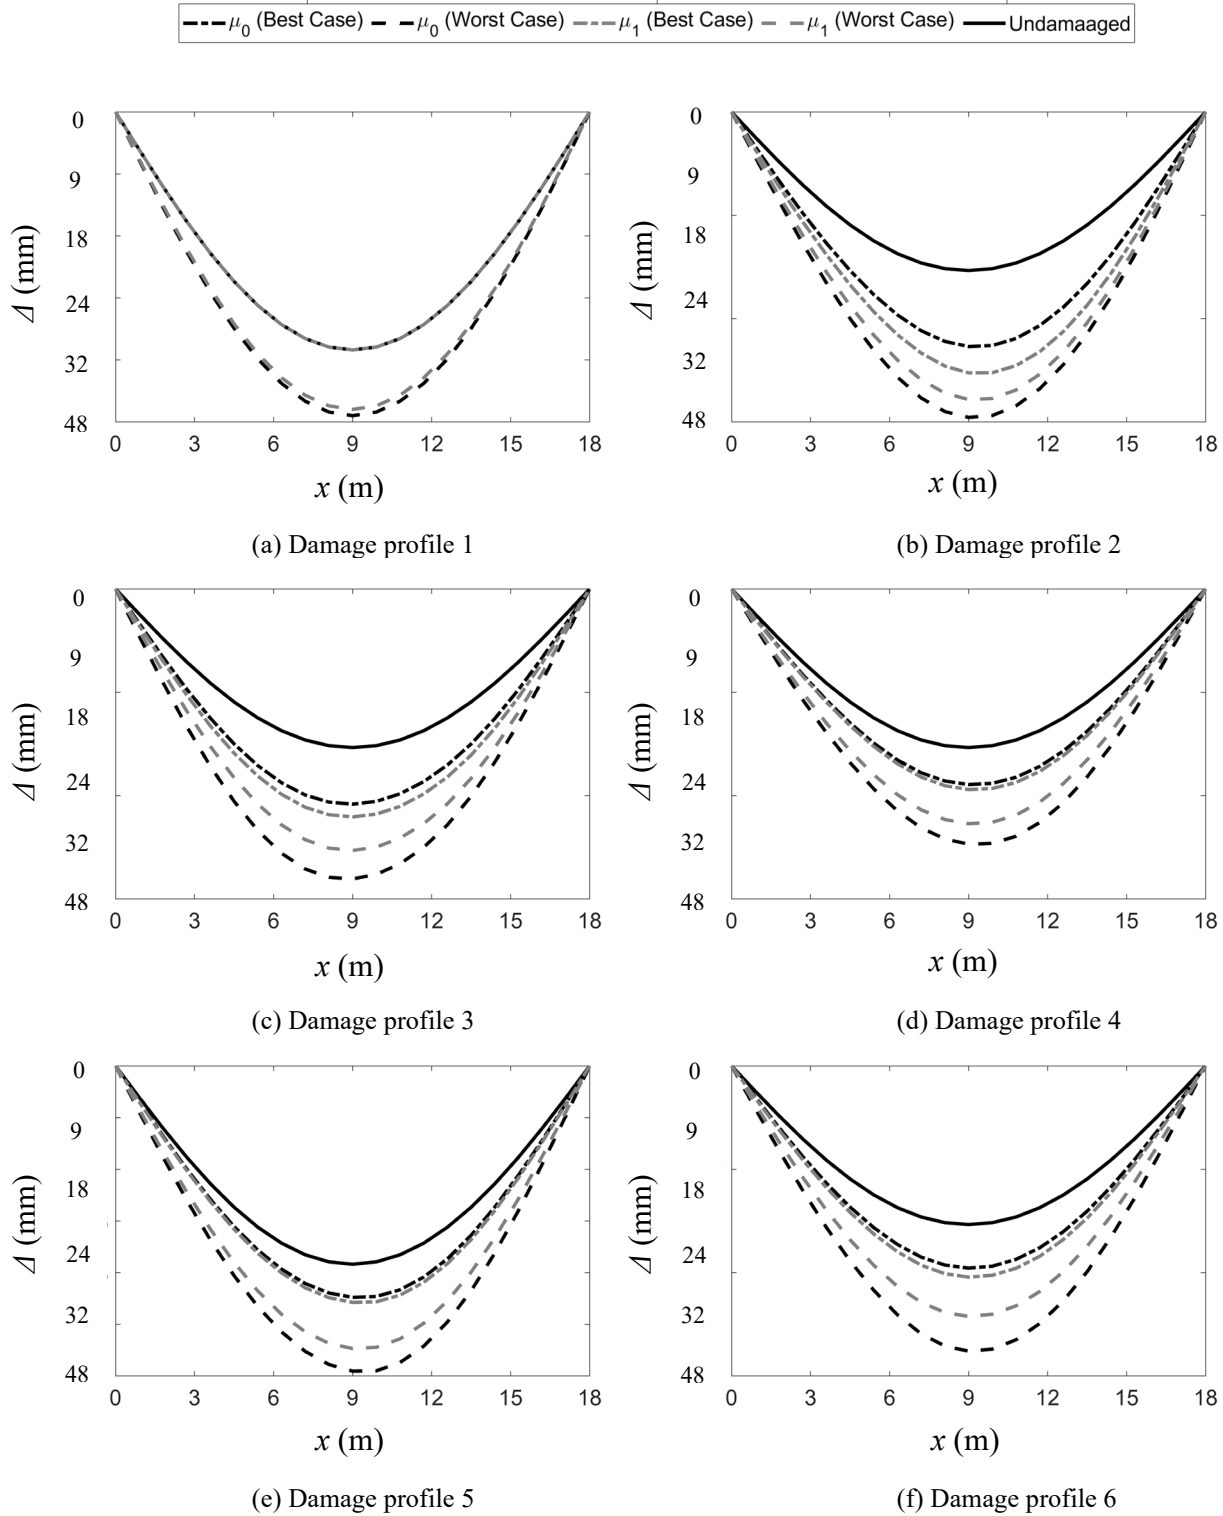 μ0 (Best Case) μ0 (Worst Case) μ1 (Best Case) μ1 (Worst Case) Undamaaged
0
9
18
24
32
48
Δ (mm)
0 3 6 9 12 15 18
x (m)
(a) Damage profile 1
0
9
18
24
32
48
Δ (mm)
0 3 6 9 12 15 18
x (m)
(b) Damage profile 2
0
9
18
24
32
48
Δ (mm)
0 3 6 9 12 15 18
x (m)
(c) Damage profile 3
0
9
18
24
32
48
Δ (mm)
0 3 6 9 12 15 18
x (m)
(d) Damage profile 4
0
9
18
24
32
48
Δ (mm)
0 3 6 9 12 15 18
x (m)
(e) Damage profile 5
0
9
18
24
32
48
Δ (mm)
0 3 6 9 12 15 18
x (m)
(f) Damage profile 6